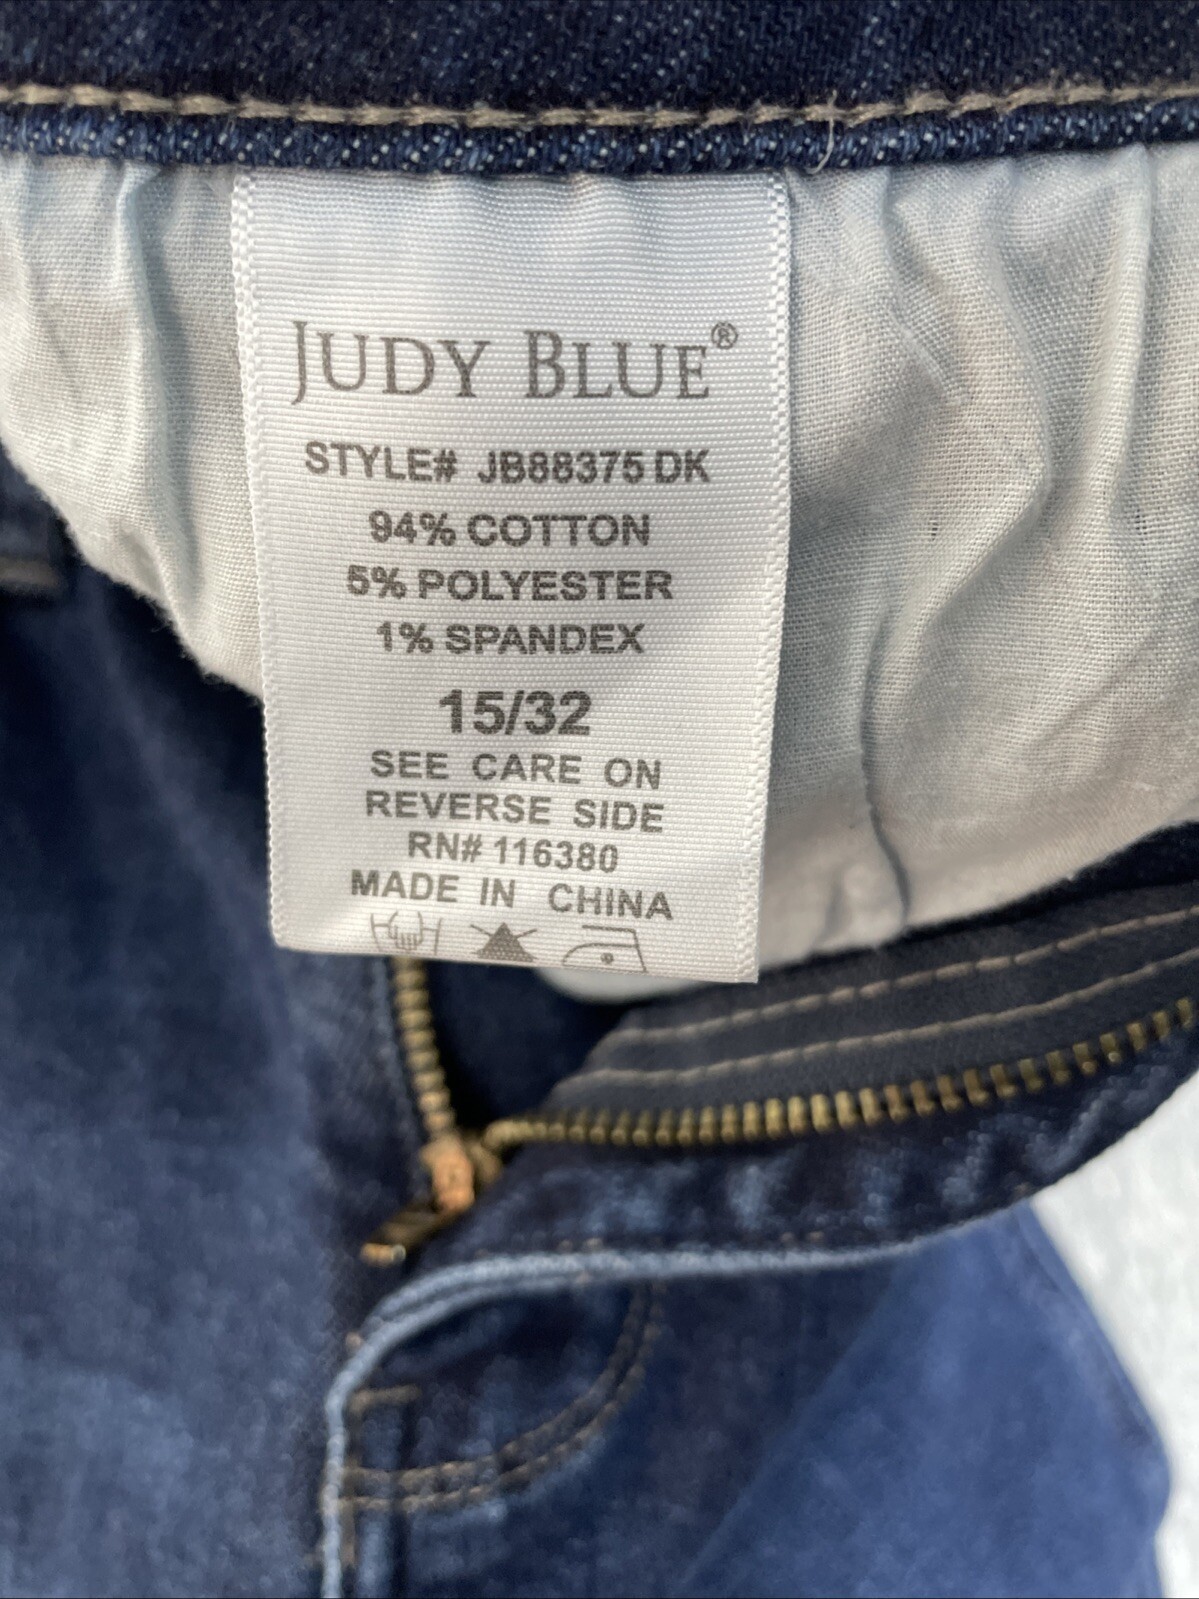 JUDY BLUE®
STYLE# JB88375 DK
94% COTTON
5% POLYESTER
1% SPANDEX
15/32
SEE CARE ON
REVERSE SIDE
RN# 116380
MADE IN CHINA